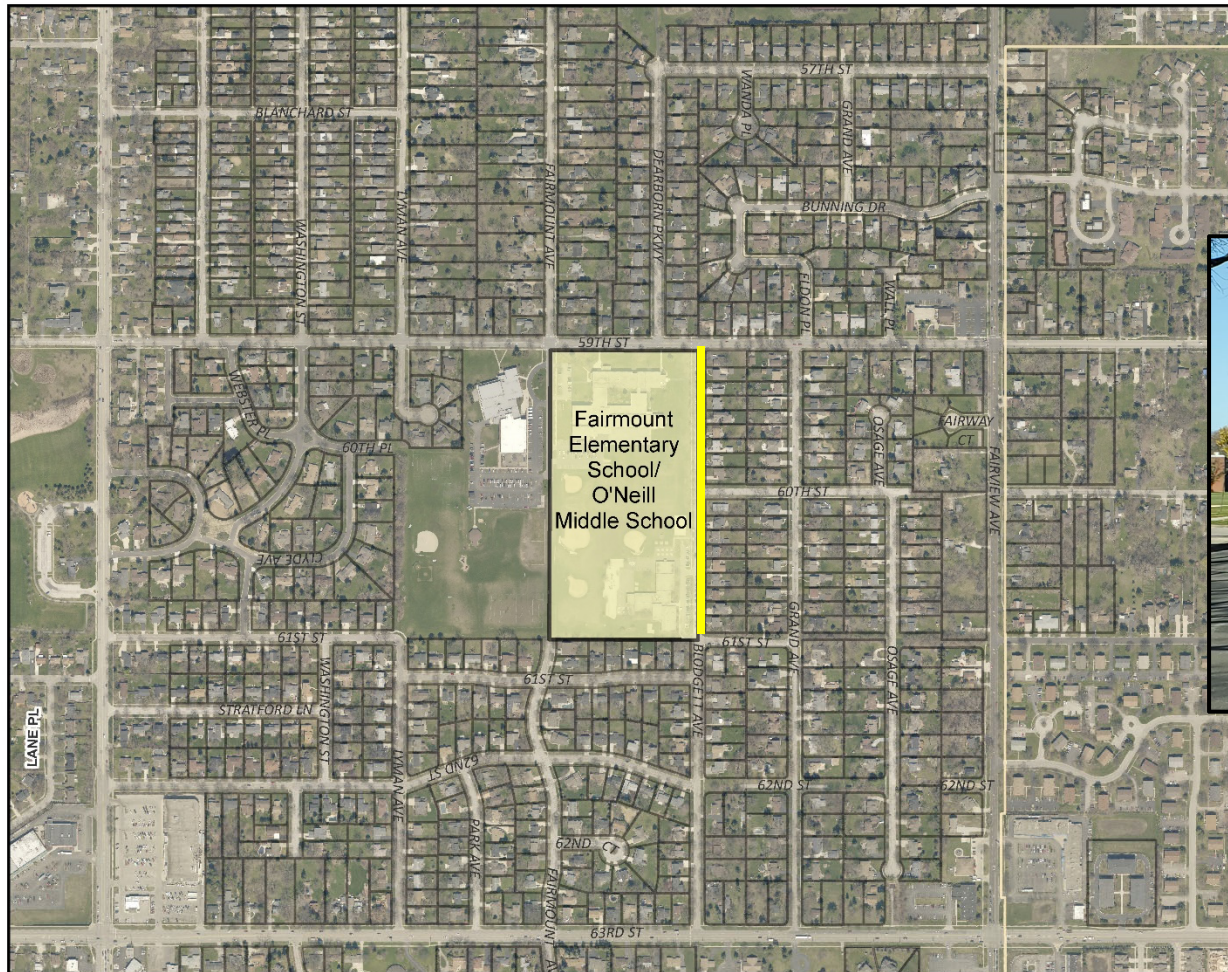 57TH ST
WANDA PL
GRAND AVE
BLANCHARD ST
DEARBORN PKWY
FAIRMOUNT AVE
LYMAN AVE
WASHINGTON ST
BUNNING DR
ELDON PL
WALL PL
59TH ST
WEBSTER PL
60TH PL
Fairmount
Elementary
School/
O'Neill
Middle School
OSAGE AVE
FAIRWAY
CT
FAIRVIEW AVE
60TH ST
CLYDE AVE
GRAND AVE
61ST ST
61ST ST
BLODGETT AVE
OSAGE AVE
61ST ST
WASHINGTON ST
STRATFORD LN
LANE PL
LYMAN AVE
62ND ST
62ND ST
62ND ST
PARK AVE
62ND CT
FAIRMOUNT AV
63RD ST